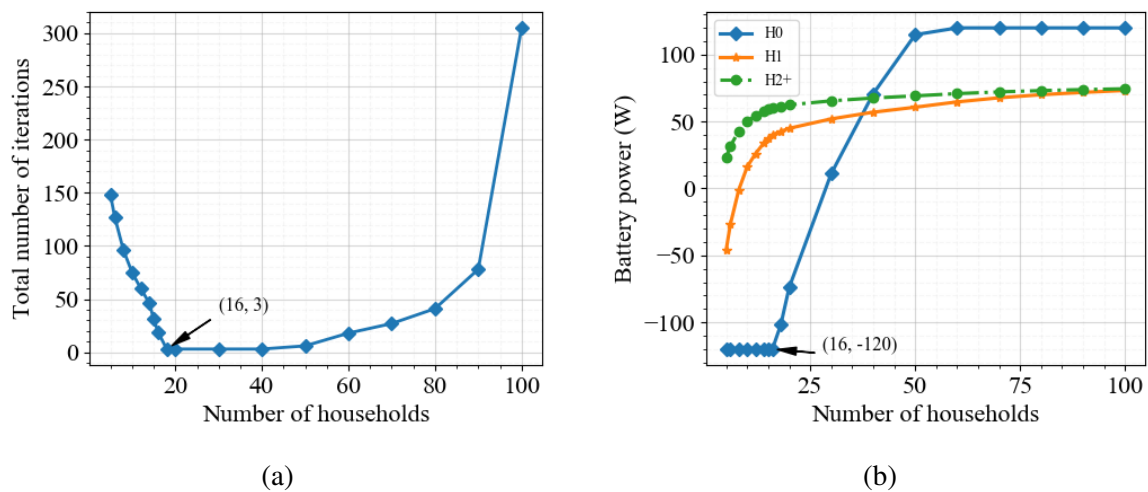 300
250
200
150
100
50
0
Total number of iterations
(16, 3)
20
40
60
80
100
Number of households
(a)
H0
H1
H2+
100
50
0
−50
−100
Battery power (W)
(16, -120)
25
50
75
100
Number of households
(b)